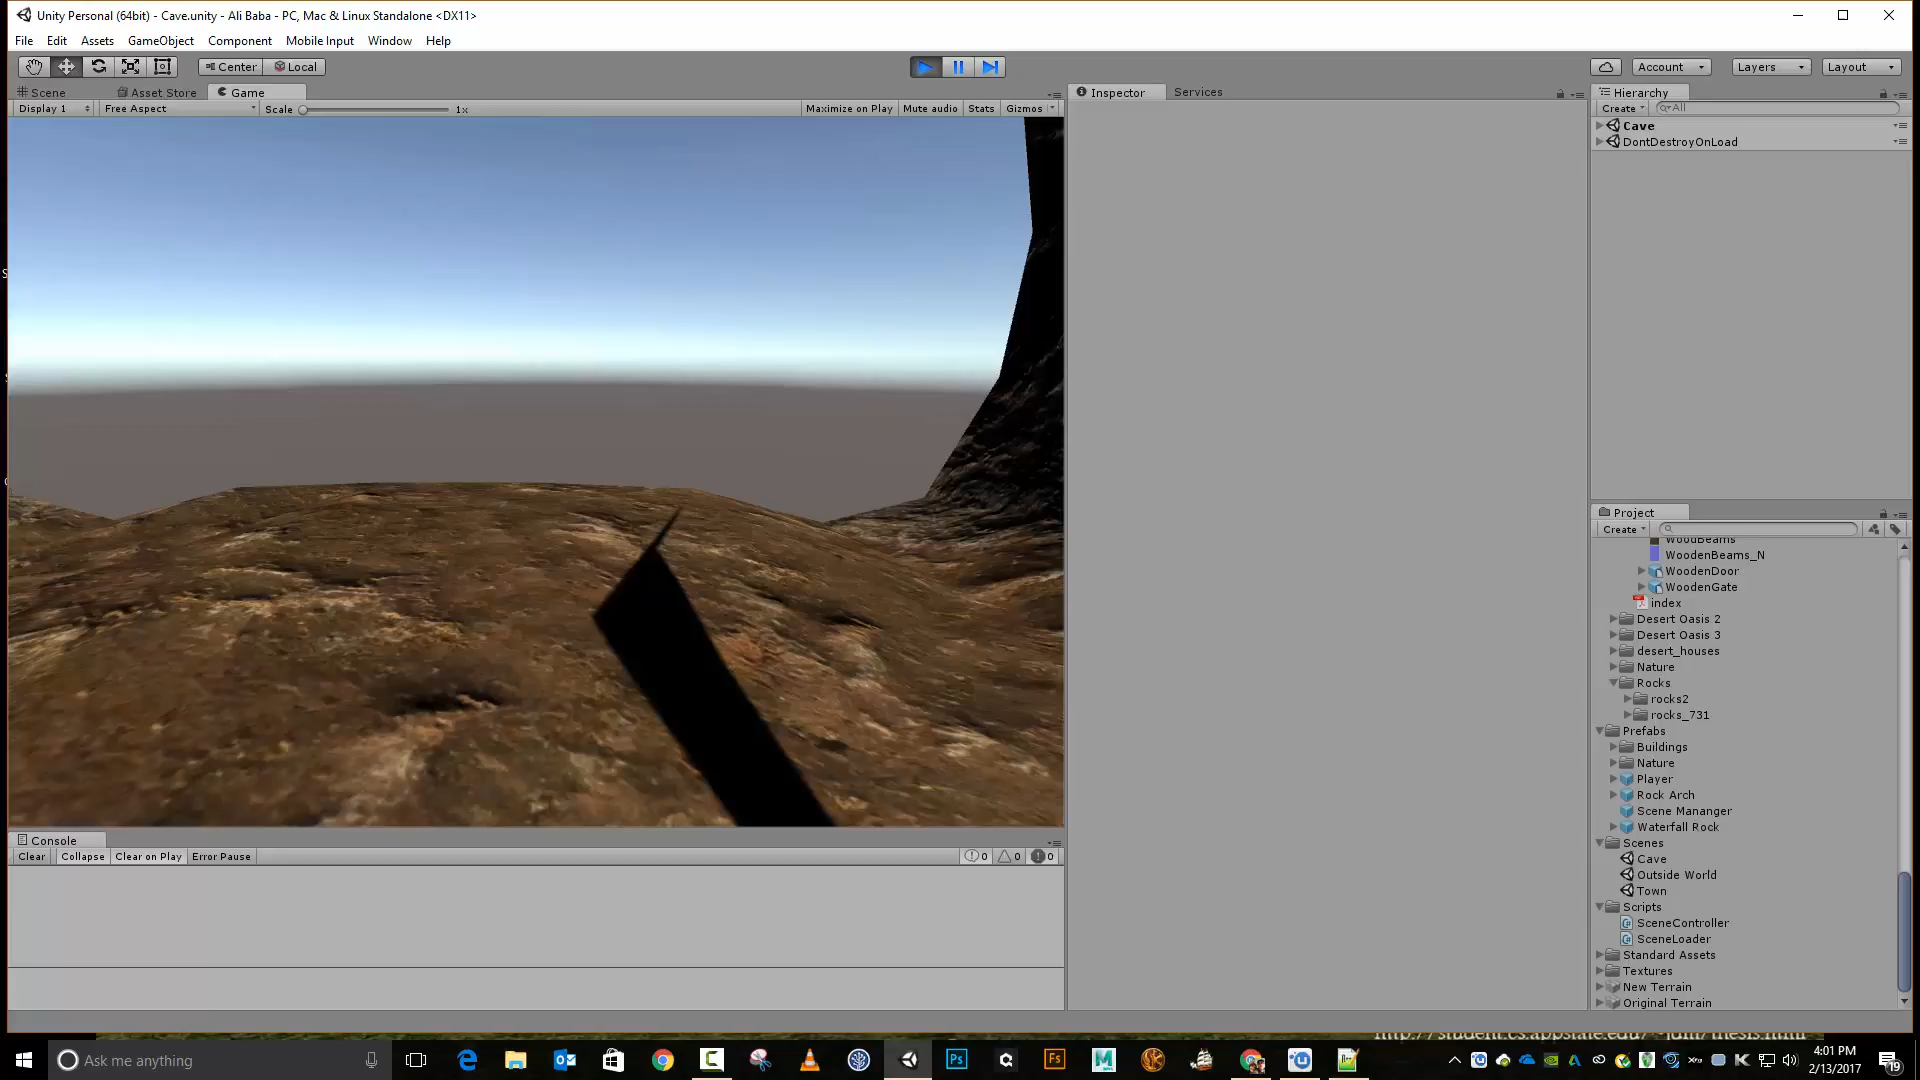 Unity Personal (64bit) - Cave.unity - Ali Baba - PC, Mac & Linux Standalone <DX11>
File Edit Assets GameObject Component Mobile Input Window Help
Center Local Account Layers Layout
Scene Asset Store Game Inspector Services Hierarchy
Display 1 Free Aspect Scale 1x Maximize on Play Mute audio Stats Gizmos Create All
Cave
DontDestroyOnLoad
Project
Create
WoodBeams
WoodenBeams_N
WoodenDoor
WoodenGate
index
Desert Oasis 2
Desert Oasis 3
desert_houses
Nature
Rocks
rocks2
rocks_731
Prefabs
Buildings
Nature
Player
Rock Arch
Scene Mananger
Waterfall Rock
Scenes
Cave
Outside World
Town
Scripts
SceneController
SceneLoader
Standard Assets
Textures
New Terrain
Original Terrain
Console
Clear Collapse Clear on Play Error Pause 0 0 0
Ask me anything
4:01 PM
2/13/2017
19